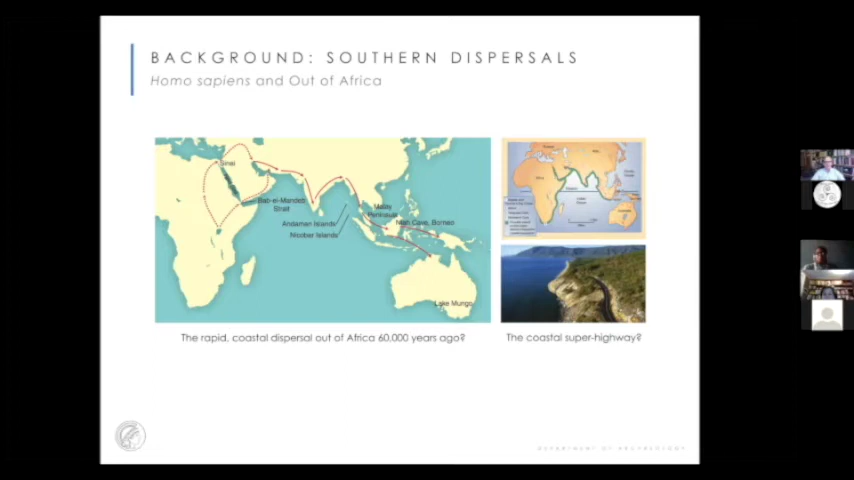 BACKGROUND: SOUTHERN DISPERSALS
Homo sapiens and Out of Africa
Sinai
Bab-el-Mandeb
Strait
Andaman Islands
Nicobar Islands
Malay
Peninsula
Niah Cave, Borneo
Lake Mungo
The rapid, coastal dispersal out of Africa 60,000 years ago?
The coastal super-highway?
DEPARTMENT OF ARCHAEOLOGY